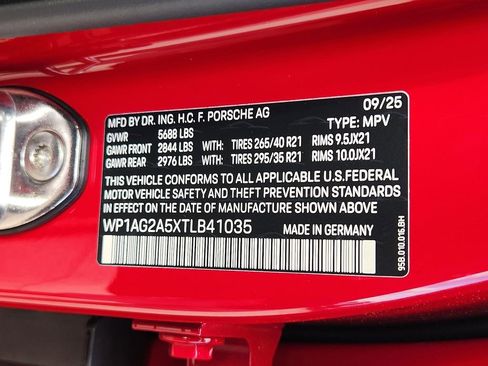 MFD BY DR. ING. H.C. F. PORSCHE AG 09/25
GVWR 5688 LBS TYPE: MPV
GAWR FRONT 2844 LBS WITH: TIRES 265/40 R21 RIMS 9.5JX21
GAWR REAR 2976 LBS WITH: TIRES 295/35 R21 RIMS 10.0JX21
THIS VEHICLE CONFORMS TO ALL APPLICABLE U.S.FEDERAL
MOTOR VEHICLE SAFETY AND THEFT PREVENTION STANDARDS
IN EFFECT ON THE DATE OF MANUFACTURE SHOWN ABOVE.
WP1AG2A5XTLB41035 MADE IN GERMANY
95B.010.016.BH